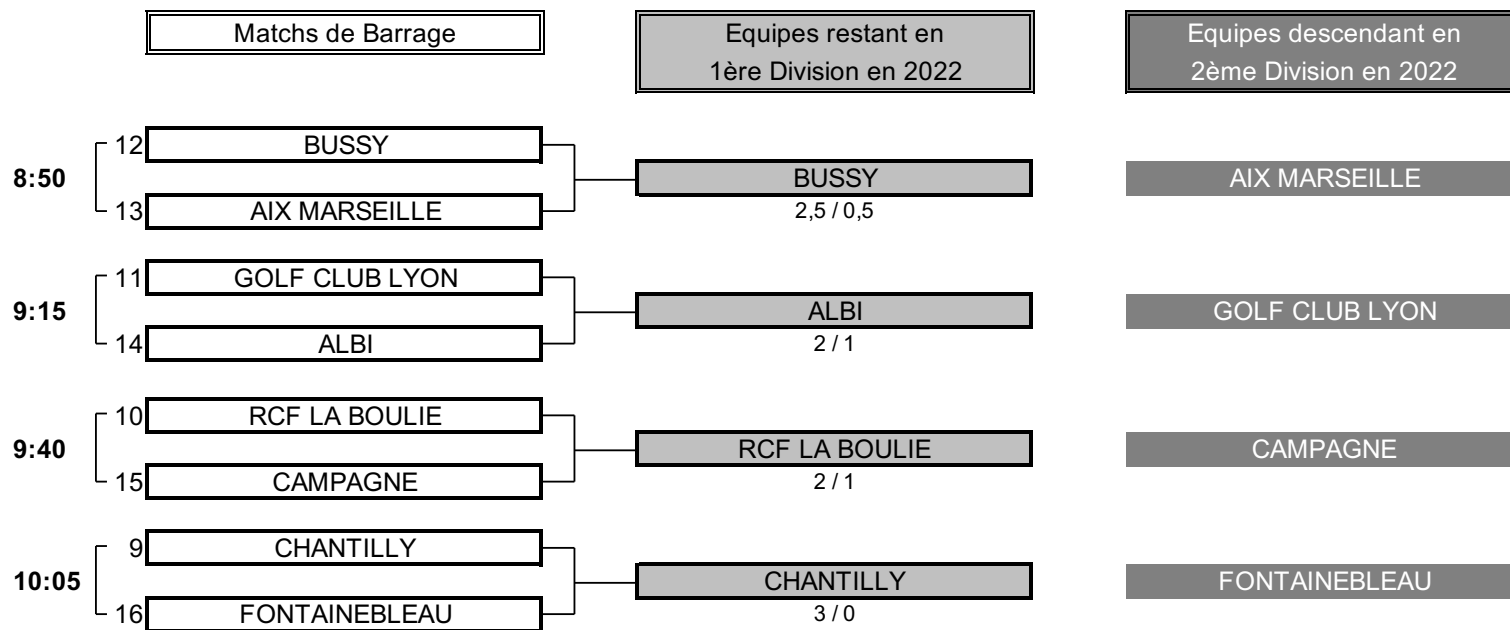 Matchs de Barrage
Equipes restant en
1ère Division en 2022
Equipes descendant en
2ème Division en 2022
8:50
12 BUSSY
13 AIX MARSEILLE
BUSSY
2,5 / 0,5
AIX MARSEILLE
9:15
11 GOLF CLUB LYON
14 ALBI
ALBI
2 / 1
GOLF CLUB LYON
9:40
10 RCF LA BOULIE
15 CAMPAGNE
RCF LA BOULIE
2 / 1
CAMPAGNE
10:05
9 CHANTILLY
16 FONTAINEBLEAU
CHANTILLY
3 / 0
FONTAINEBLEAU